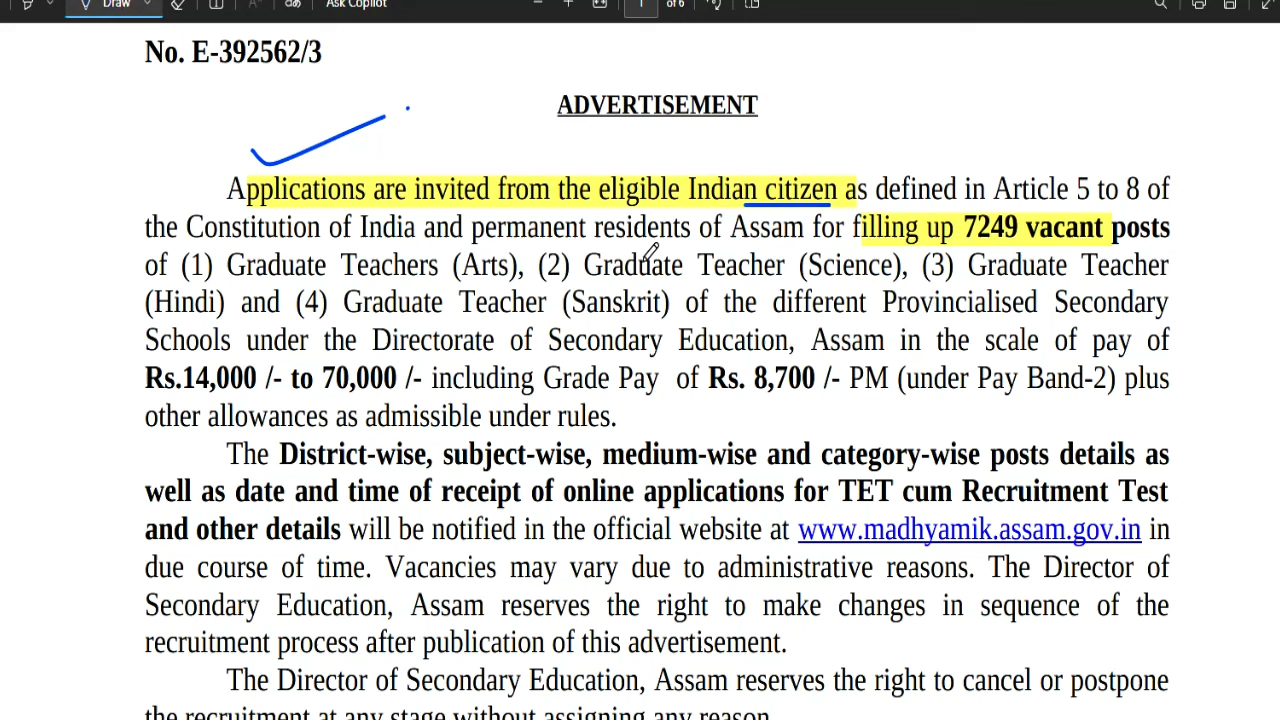 Draw
Ask Copilot
1 of 6
No. E-392562/3
ADVERTISEMENT
Applications are invited from the eligible Indian citizen as defined in Article 5 to 8 of
the Constitution of India and permanent residents of Assam for filling up 7249 vacant posts
of (1) Graduate Teachers (Arts), (2) Graduate Teacher (Science), (3) Graduate Teacher
(Hindi) and (4) Graduate Teacher (Sanskrit) of the different Provincialised Secondary
Schools under the Directorate of Secondary Education, Assam in the scale of pay of
Rs.14,000 /- to 70,000 /- including Grade Pay of Rs. 8,700 /- PM (under Pay Band-2) plus
other allowances as admissible under rules.
The District-wise, subject-wise, medium-wise and category-wise posts details as
well as date and time of receipt of online applications for TET cum Recruitment Test
and other details will be notified in the official website at www.madhyamik.assam.gov.in in
due course of time. Vacancies may vary due to administrative reasons. The Director of
Secondary Education, Assam reserves the right to make changes in sequence of the
recruitment process after publication of this advertisement.
The Director of Secondary Education, Assam reserves the right to cancel or postpone
the recruitment at any stage without assigning any reason.